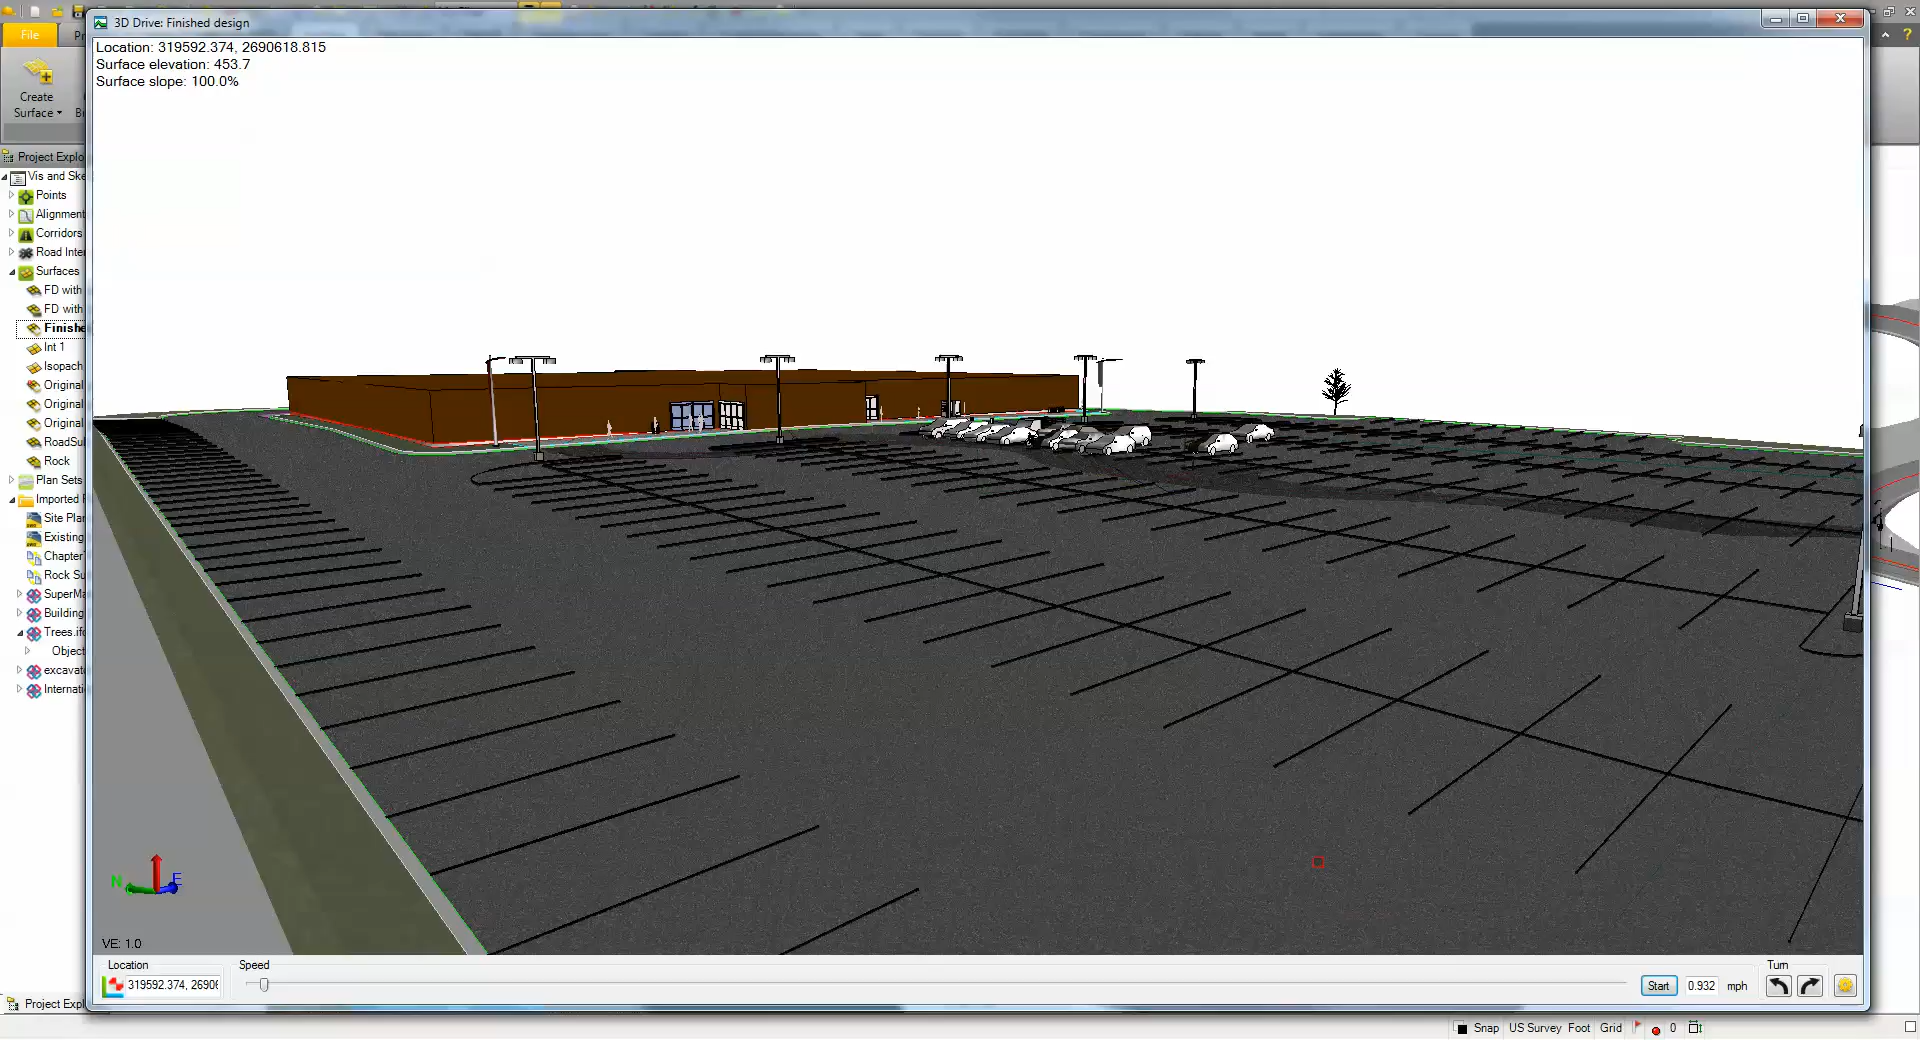 3D Drive: Finished design
File
Location: 319592.374, 2690618.815
Surface elevation: 453.7
Surface slope: 100.0%
Create
Surface
Project Explo
Vis and Ske
Points
Alignment
Corridors
Road Inter
Surfaces
FD with
FD with
Finishe
Int 1
Isopach
Original
Original
Original
RoadSu
Rock
Plan Sets
Imported F
Site Plan
Existing
Chapter
Rock Su
SuperMa
Building
Trees.ifc
Object
excavat
Internati
Project Expl
N
E
VE: 1.0
Location
319592.374, 2690
Speed
Start
0.932
mph
Turn
Snap
US Survey Foot
Grid
0